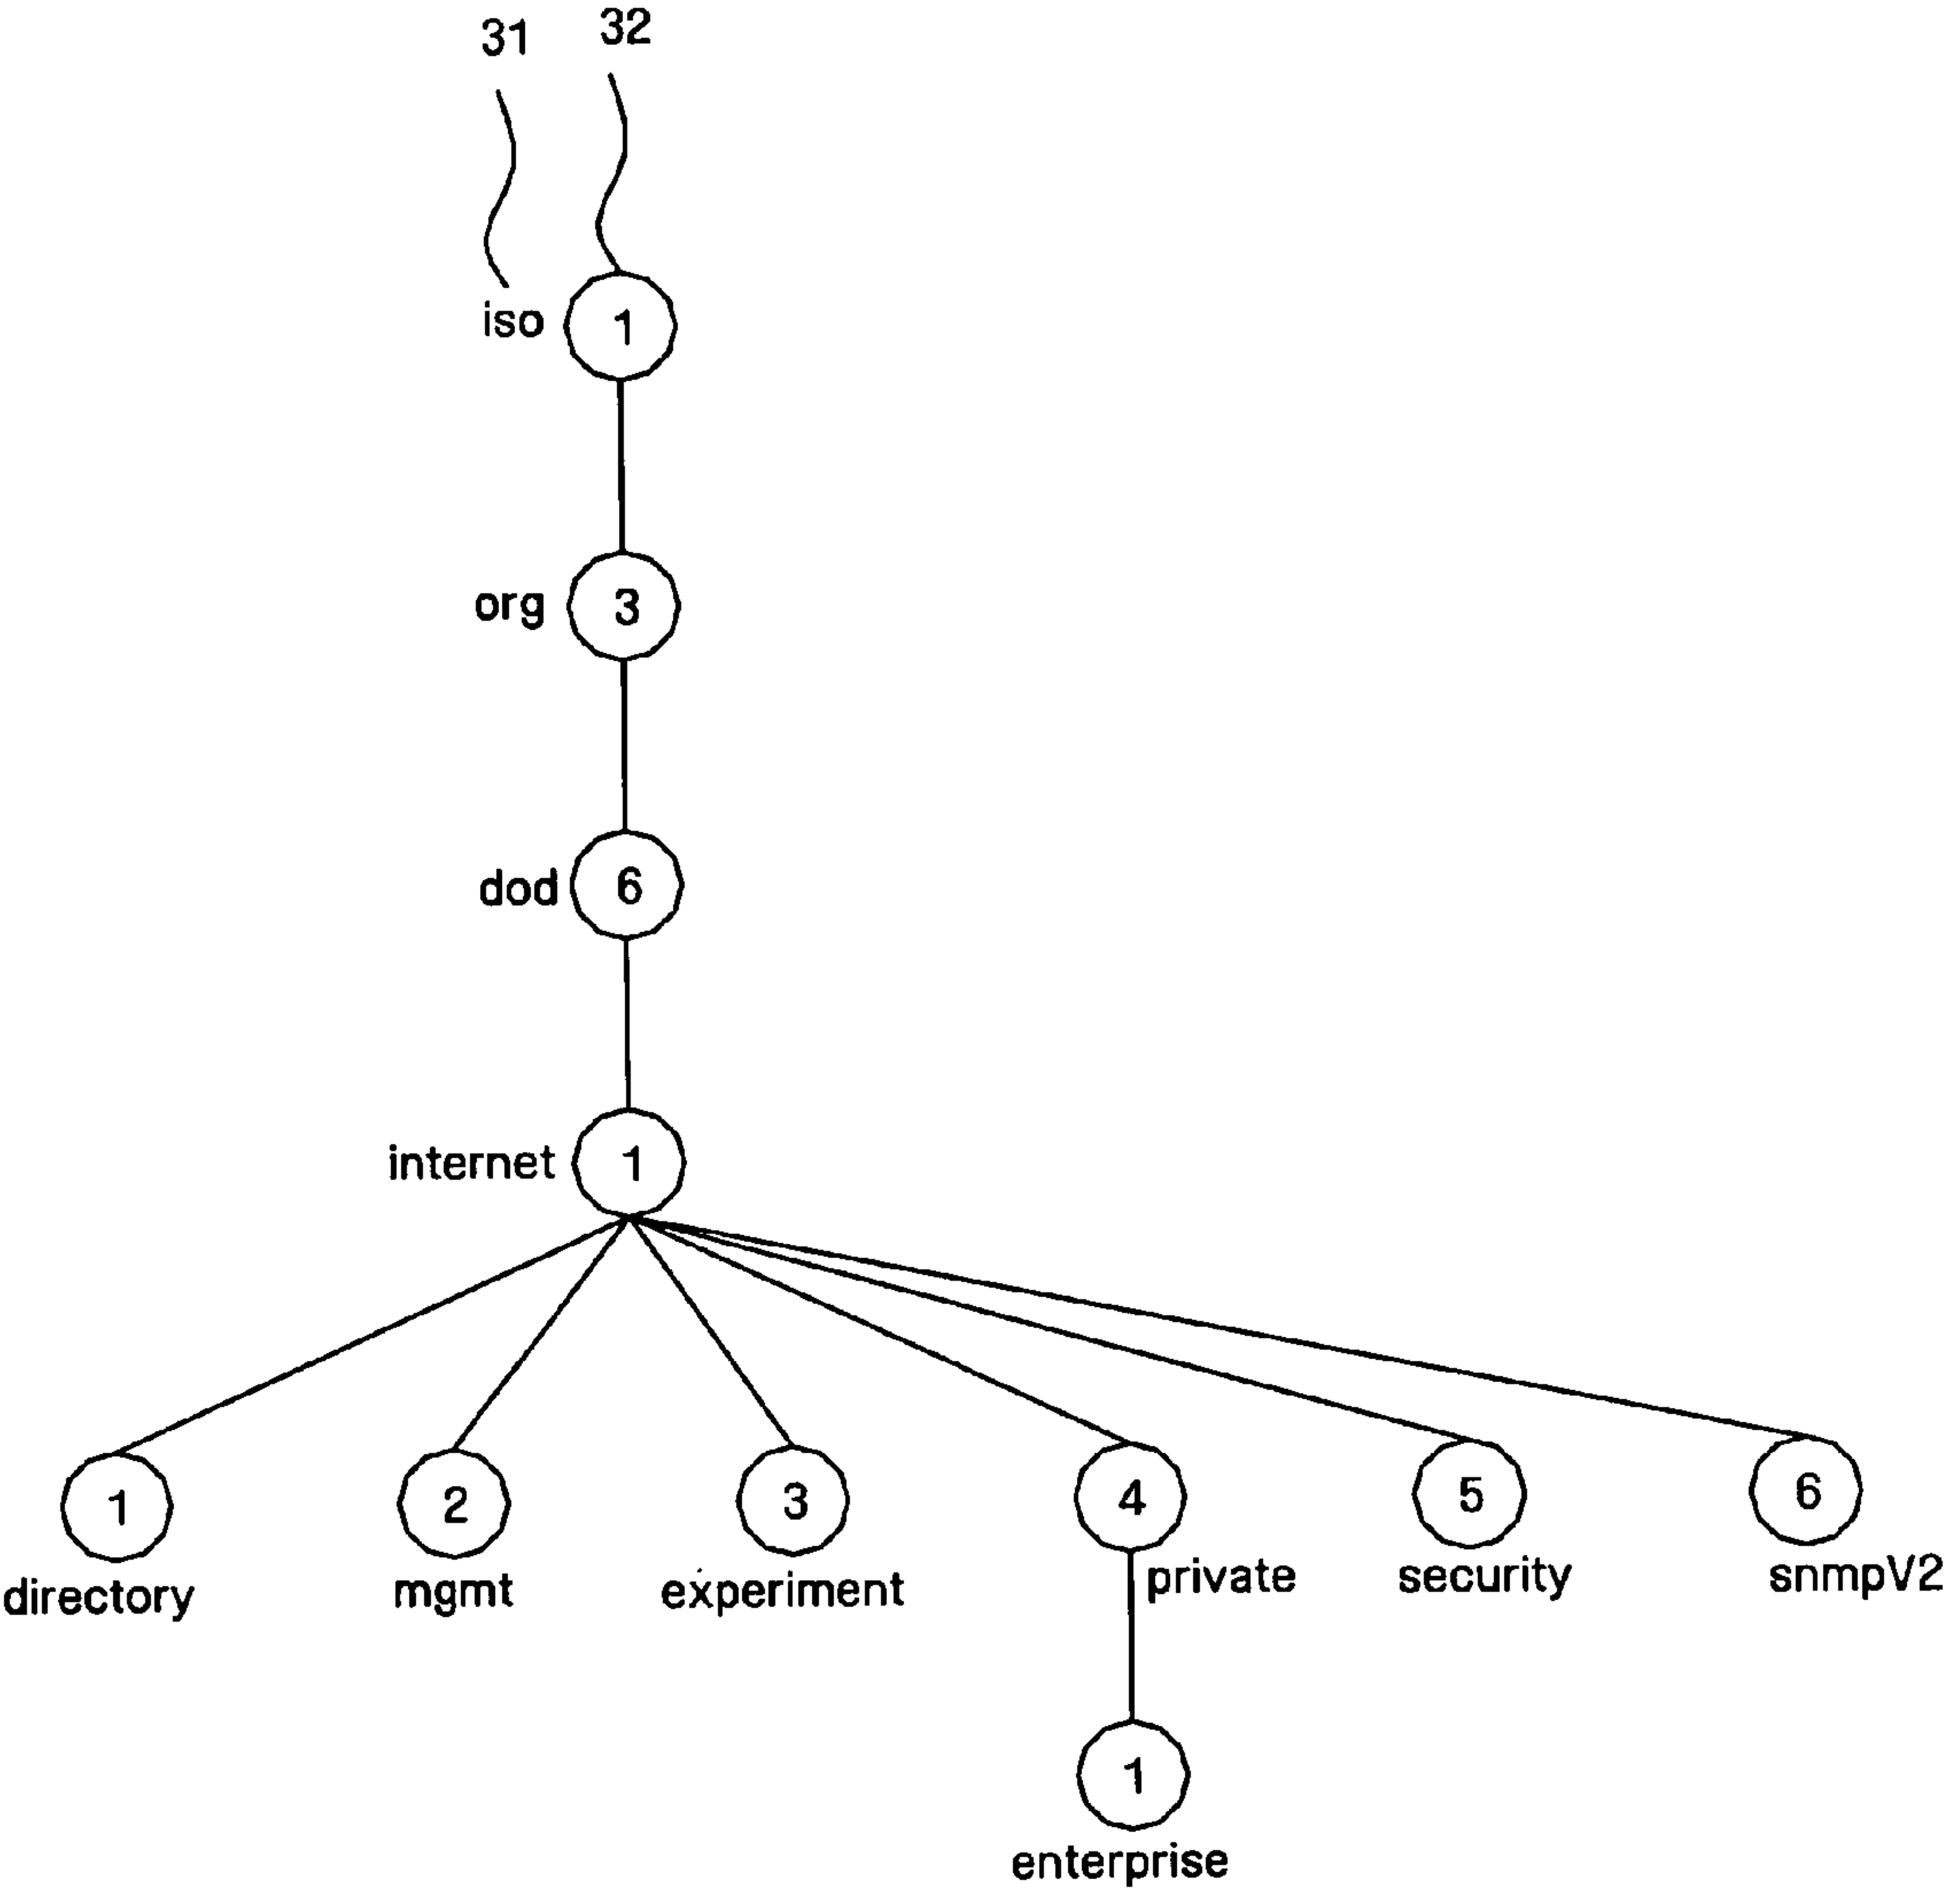 31 32
iso 1
org 3
dod 6
internet 1
1 2 3 4 5 6
directory mgmt experiment private security snmpV2
1
enterprise